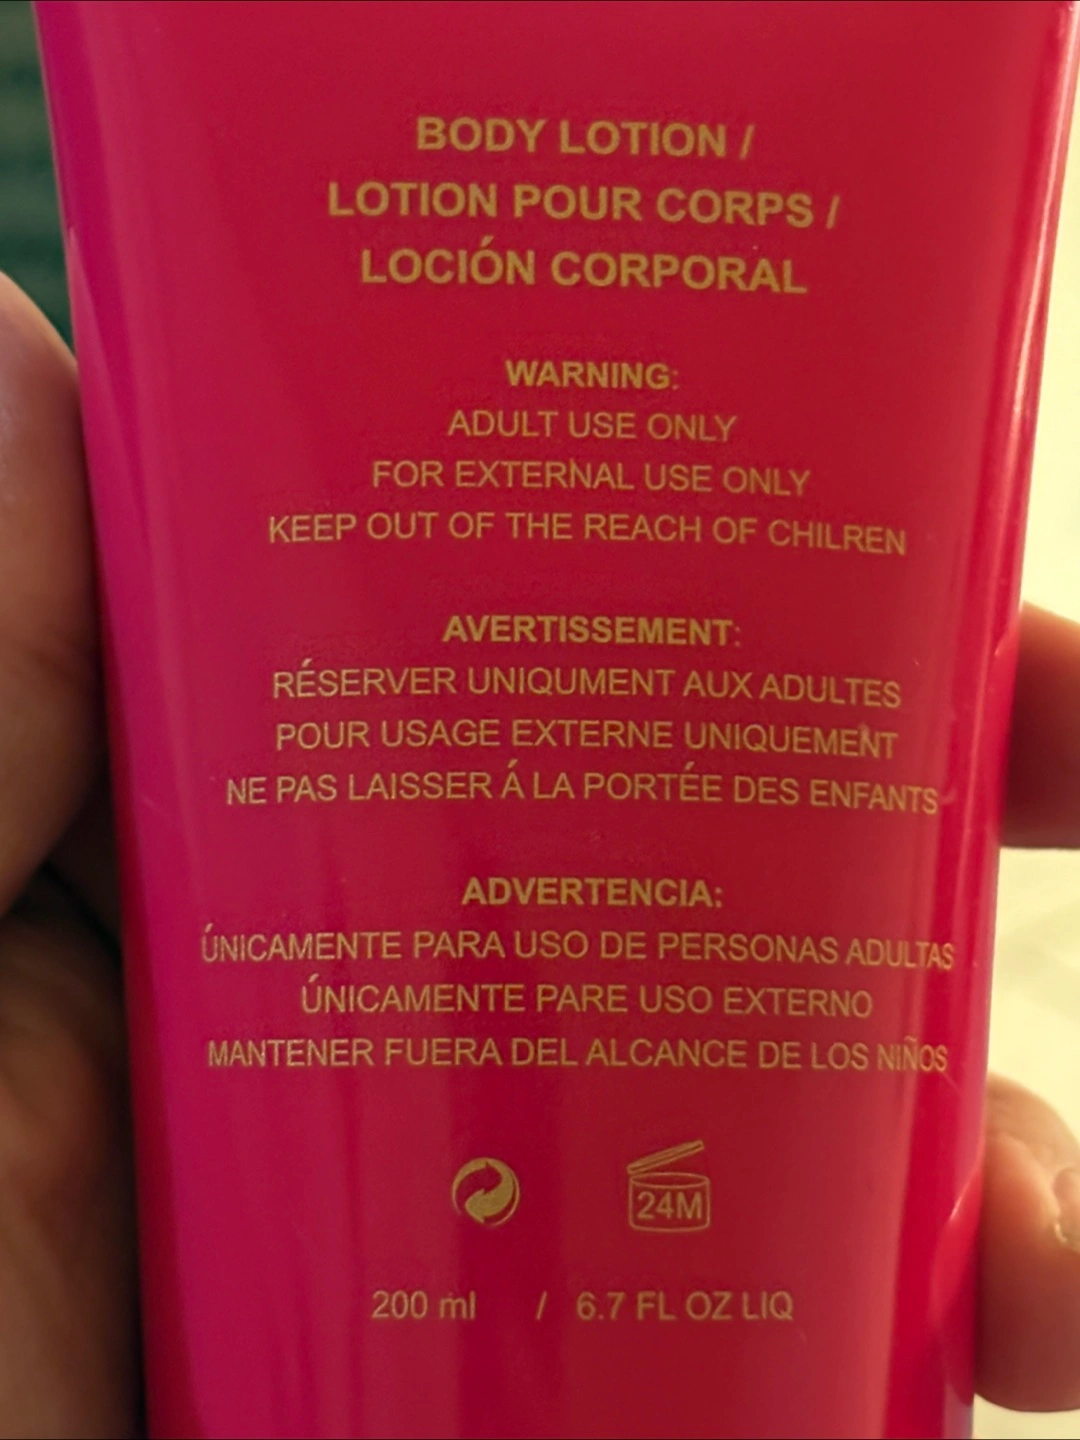 BODY LOTION /
LOTION POUR CORPS /
LOCIÓN CORPORAL
WARNING:
ADULT USE ONLY
FOR EXTERNAL USE ONLY
KEEP OUT OF THE REACH OF CHILREN
AVERTISSEMENT:
RÉSERVER UNIQUMENT AUX ADULTES
POUR USAGE EXTERNE UNIQUEMENT
NE PAS LAISSER Á LA PORTÉE DES ENFANTS
ADVERTENCIA:
ÚNICAMENTE PARA USO DE PERSONAS ADULTAS
ÚNICAMENTE PARE USO EXTERNO
MANTENER FUERA DEL ALCANCE DE LOS NIÑOS
24M
200 ml / 6.7 FL OZ LIQ